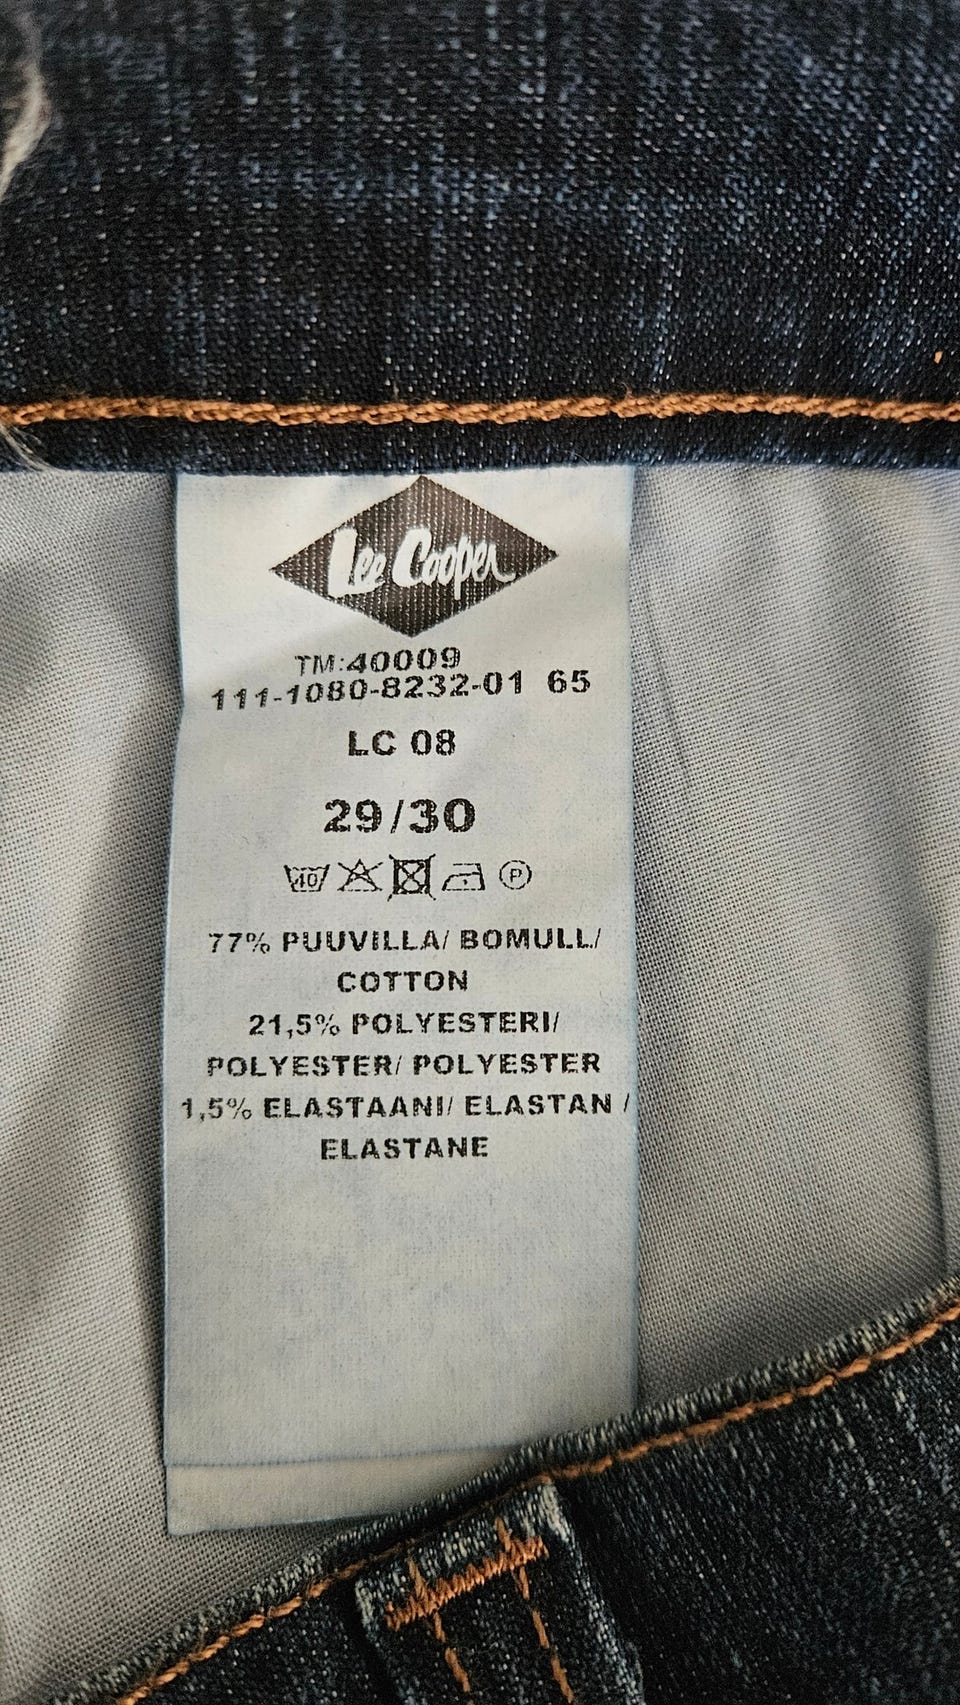 Lee Cooper
TM:40009
111-1080-8232-01 65
LC 08
29/30
40 P
77% PUUVILLA/ BOMULL/
COTTON
21,5% POLYESTERI/
POLYESTER/ POLYESTER
1,5% ELASTAANI/ ELASTAN /
ELASTANE